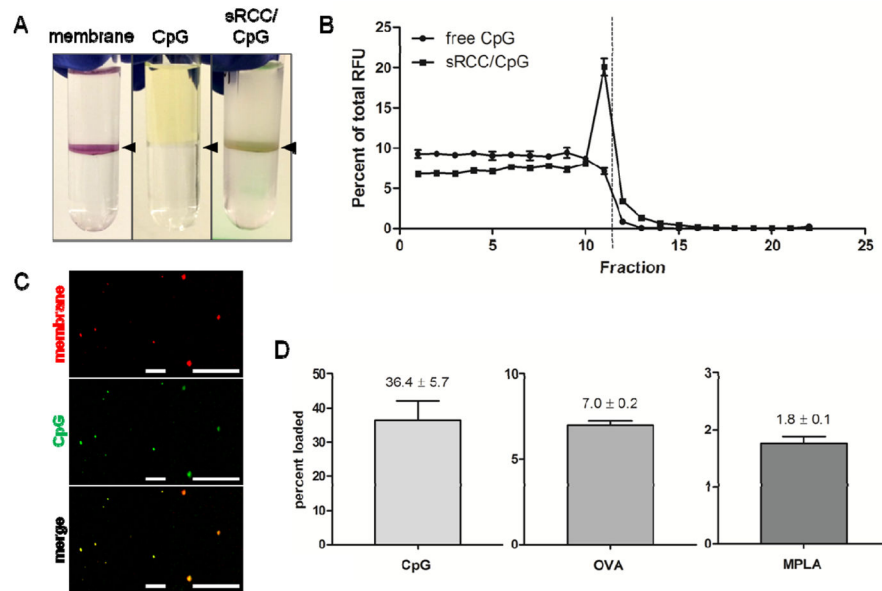 A
membrane
CpG
sRCC/
CpG
B
free CpG
sRCC/CpG
Percent of total RFU
25
20
15
10
5
0
0
5
10
15
20
25
Fraction
C
membrane
CpG
merge
D
percent loaded
50
40
30
20
10
0
36.4 ± 5.7
CpG
10
5
0
7.0 ± 0.2
OVA
3
2
1
0
1.8 ± 0.1
MPLA